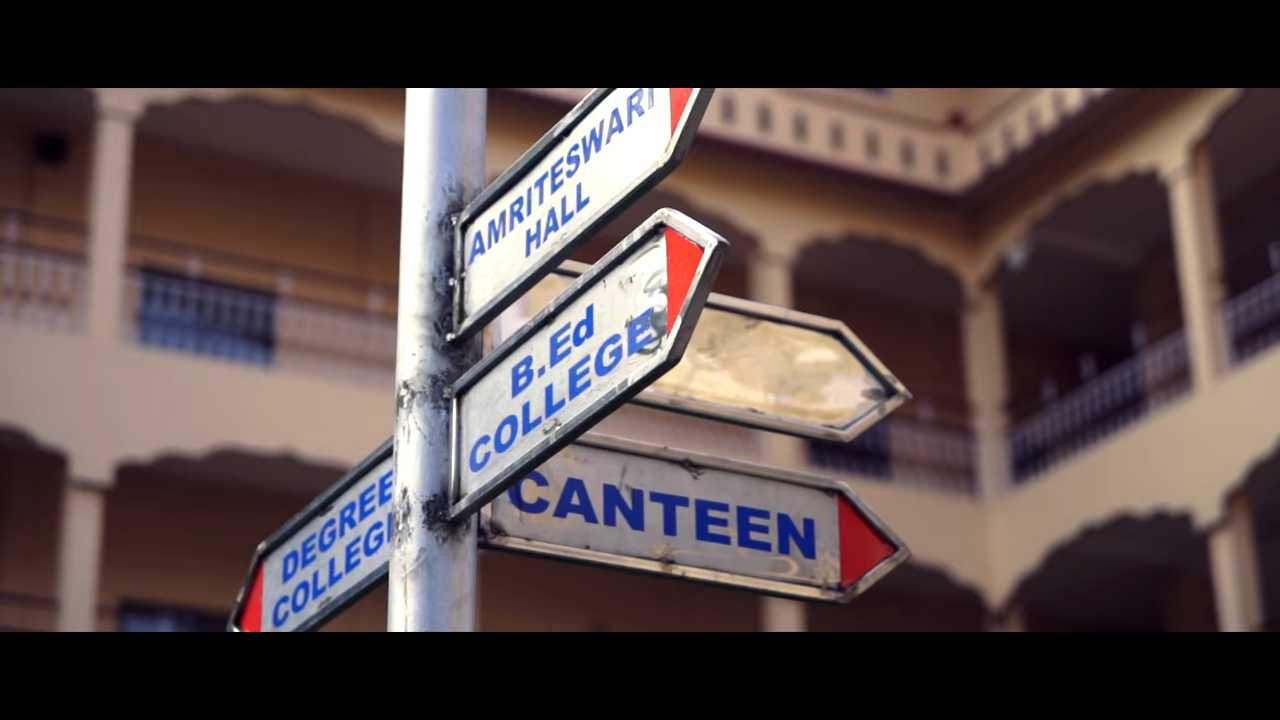 AMRITESWARI
HALL
B.Ed
COLLEGE
CANTEEN
DEGREE
COLLEGE